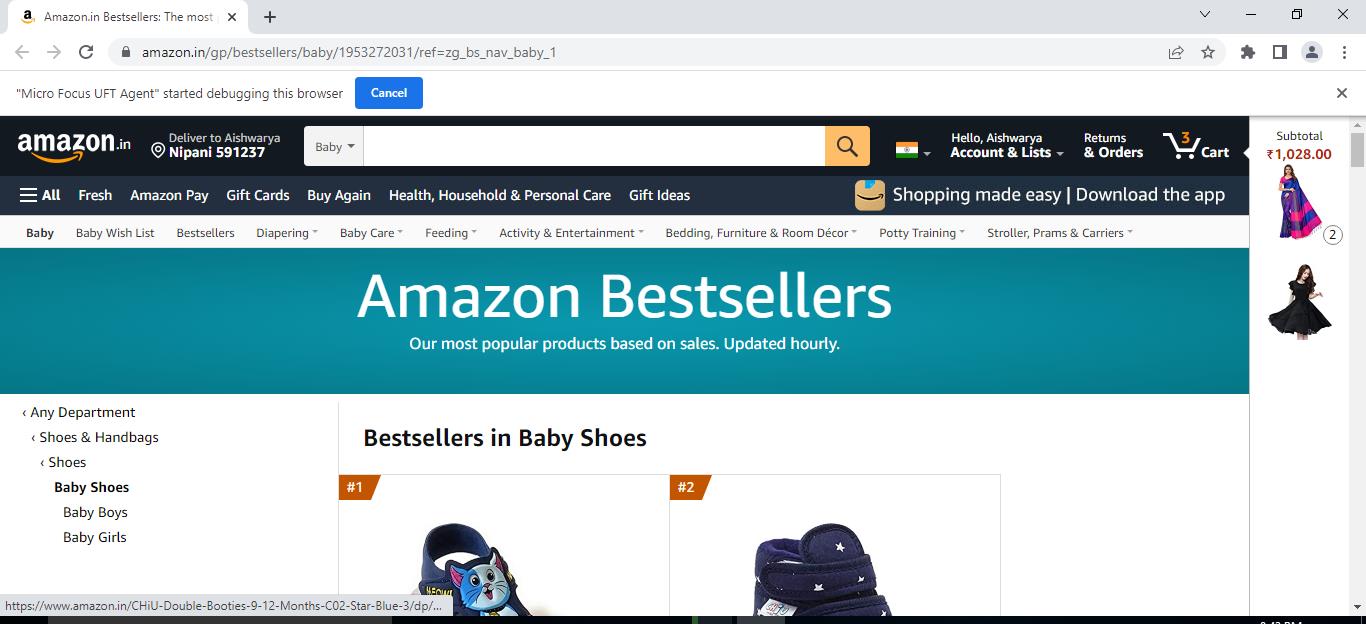 Amazon.in Bestsellers: The most
amazon.in/gp/bestsellers/baby/1953272031/ref=zg_bs_nav_baby_1
"Micro Focus UFT Agent" started debugging this browser
Cancel
amazon.in
Deliver to Aishwarya
Nipani 591237
Baby
Hello, Aishwarya
Account & Lists
Returns
& Orders
3
Cart
Subtotal
₹1,028.00
2
All
Fresh
Amazon Pay
Gift Cards
Buy Again
Health, Household & Personal Care
Gift Ideas
Shopping made easy | Download the app
Baby
Baby Wish List
Bestsellers
Diapering
Baby Care
Feeding
Activity & Entertainment
Bedding, Furniture & Room Décor
Potty Training
Stroller, Prams & Carriers
Amazon Bestsellers
Our most popular products based on sales. Updated hourly.
‹ Any Department
‹ Shoes & Handbags
‹ Shoes
Baby Shoes
Baby Boys
Baby Girls
Bestsellers in Baby Shoes
#1
#2
https://www.amazon.in/CHiU-Double-Booties-9-12-Months-C02-Star-Blue-3/dp/...